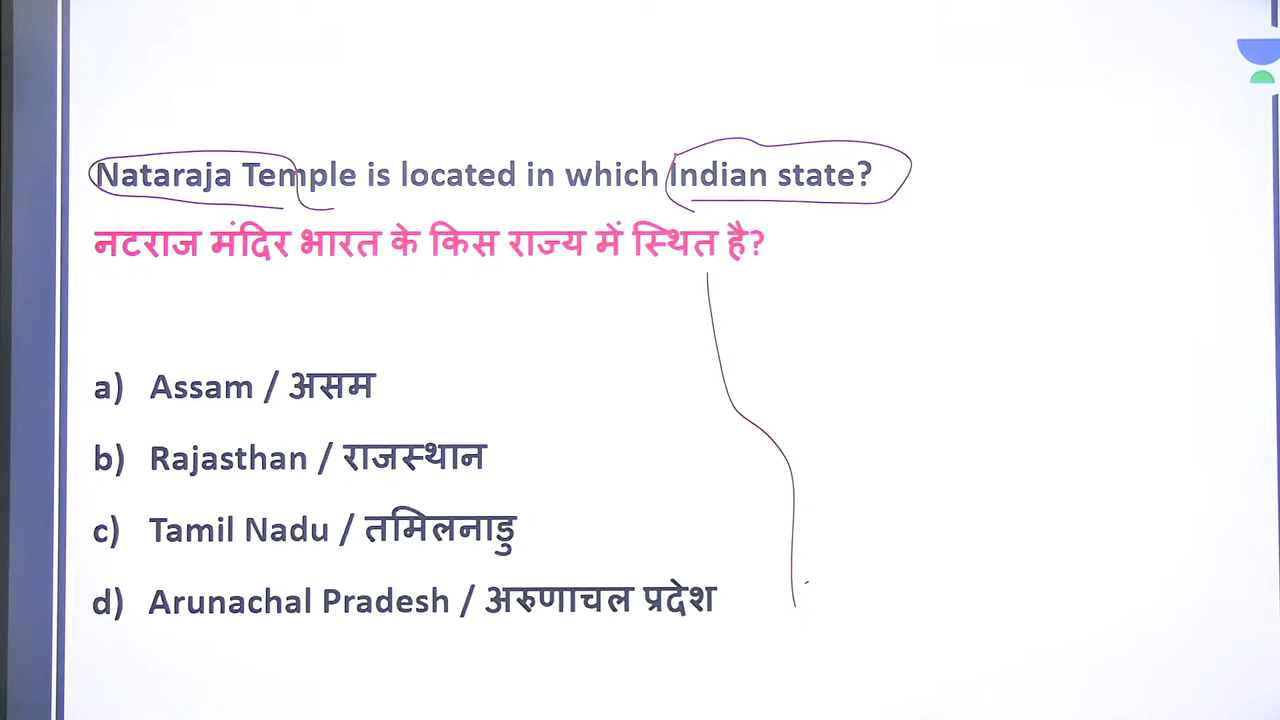 Nataraja Temple is located in which Indian state?
नटराज मंदिर भारत के किस राज्य में स्थित है?
a) Assam / असम
b) Rajasthan / राजस्थान
c) Tamil Nadu / तमिलनाडु
d) Arunachal Pradesh / अरुणाचल प्रदेश